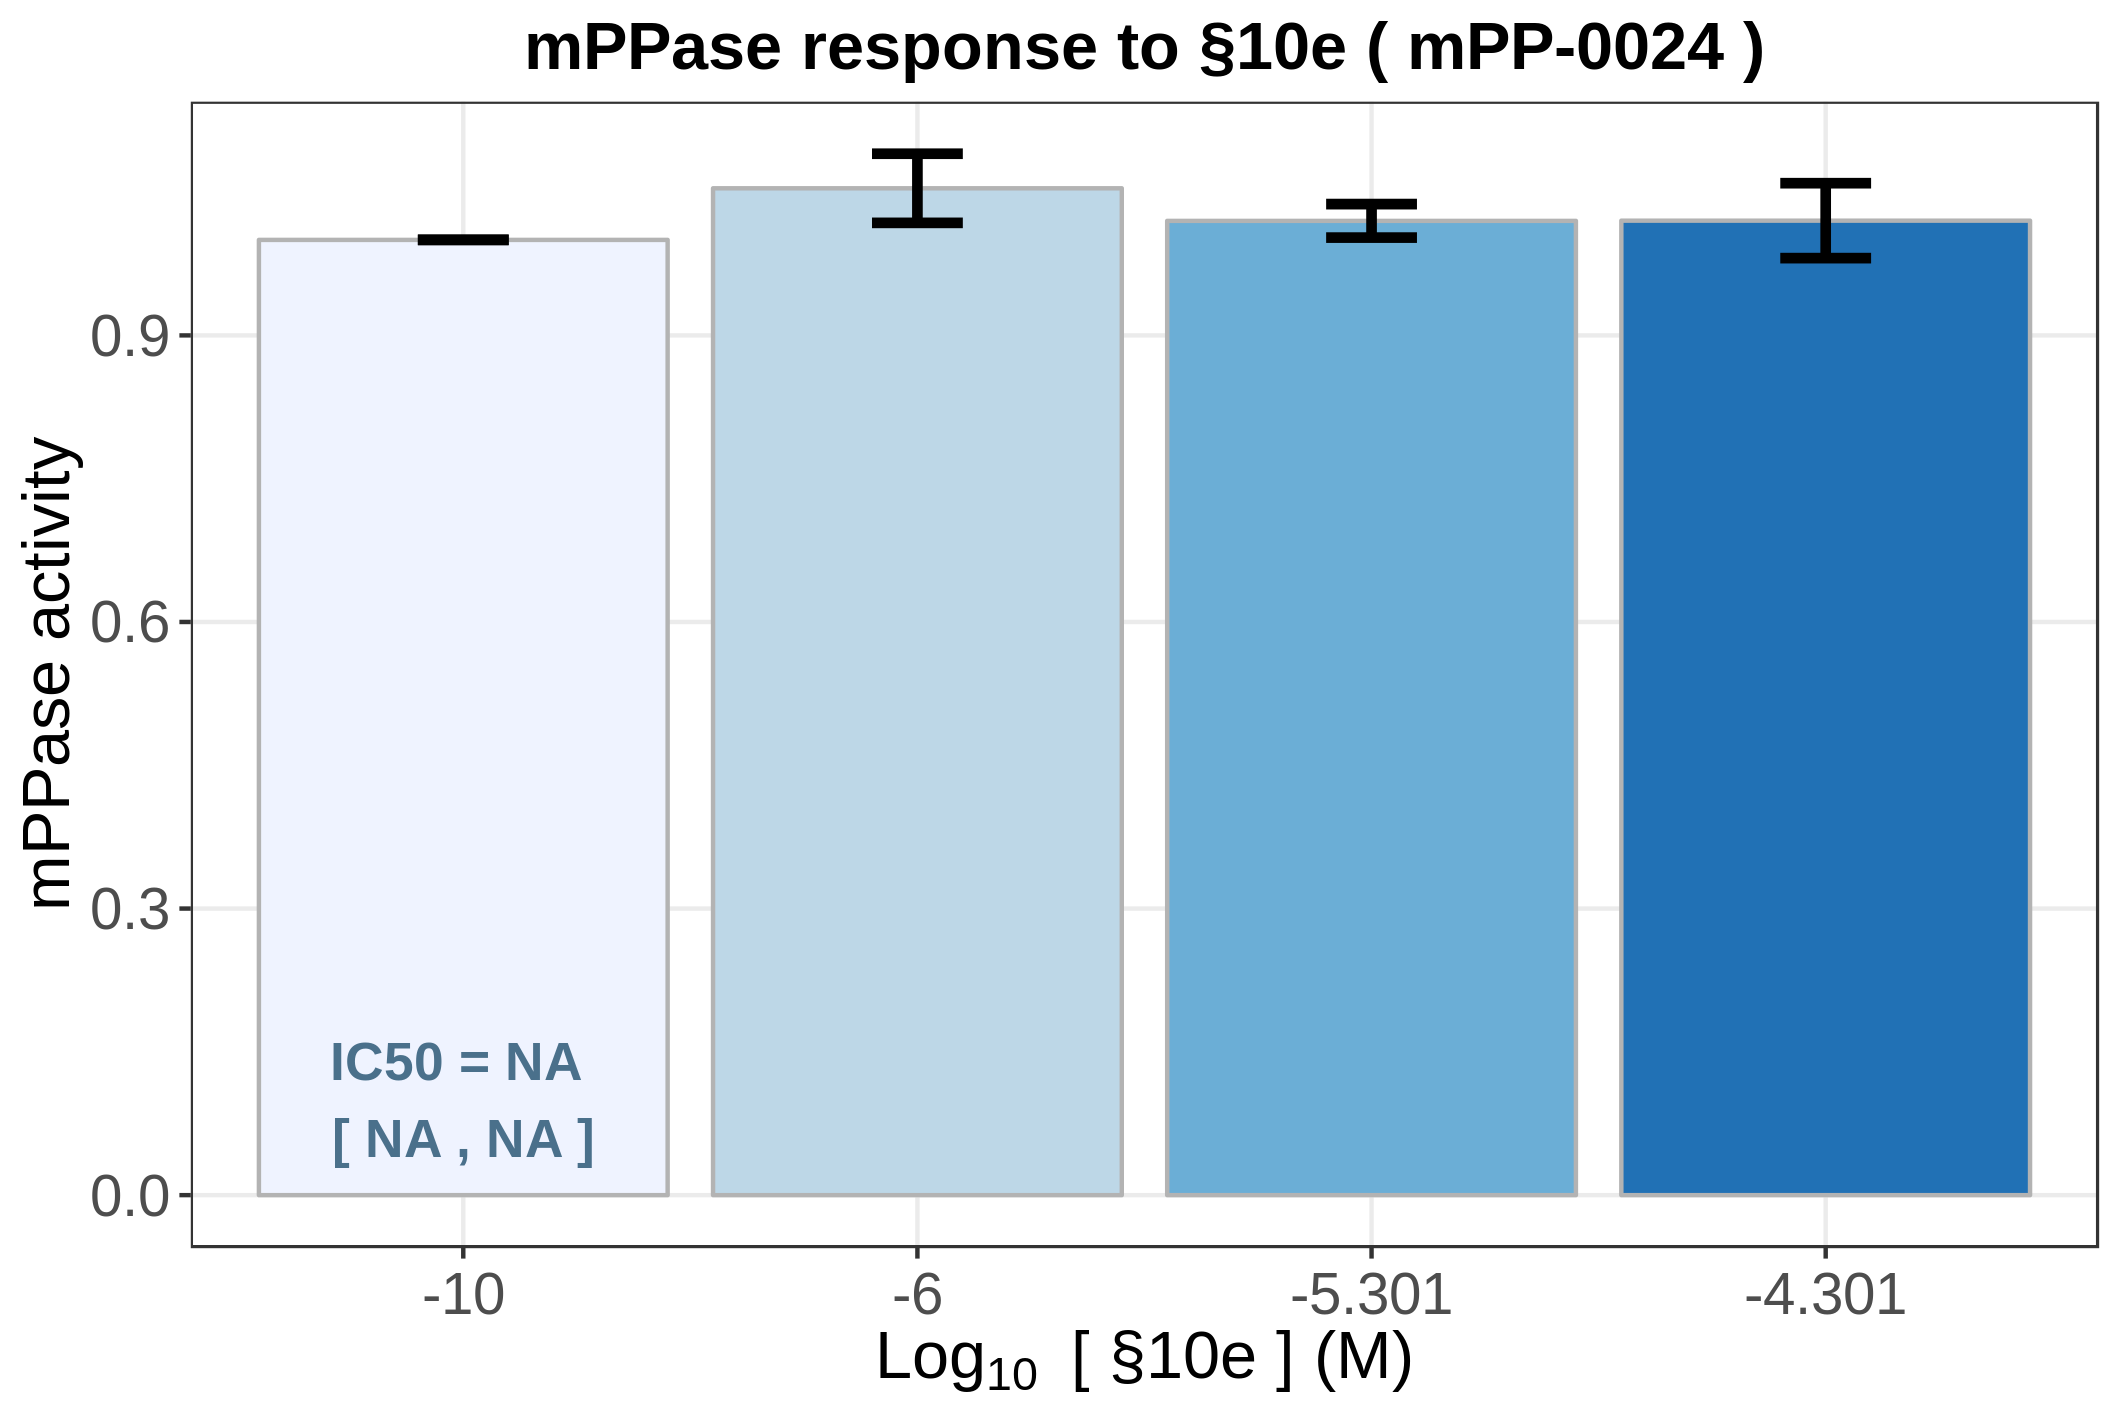 mPPase response to §10e ( mPP-0024 )
mPPase activity
0.9
0.6
0.3
0.0
IC50 = NA
[ NA , NA ]
-10
-6
-5.301
-4.301
Log10 [ §10e ] (M)